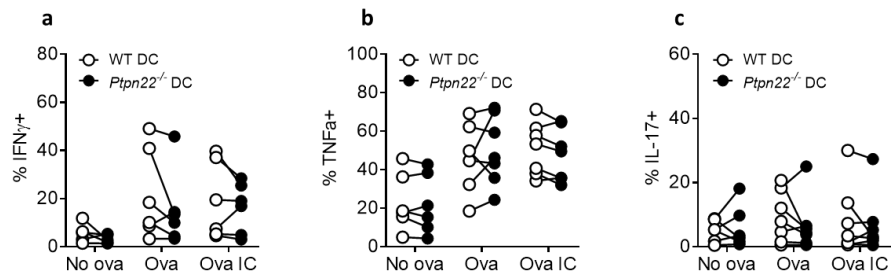 a
WT DC
Ptpn22-/- DC
% IFNγ+
80
60
40
20
0
No ova Ova Ova IC
b
WT DC
Ptpn22-/- DC
% TNFa+
100
80
60
40
20
0
No ova Ova Ova IC
c
WT DC
Ptpn22-/- DC
% IL-17+
60
40
20
0
No ova Ova Ova IC